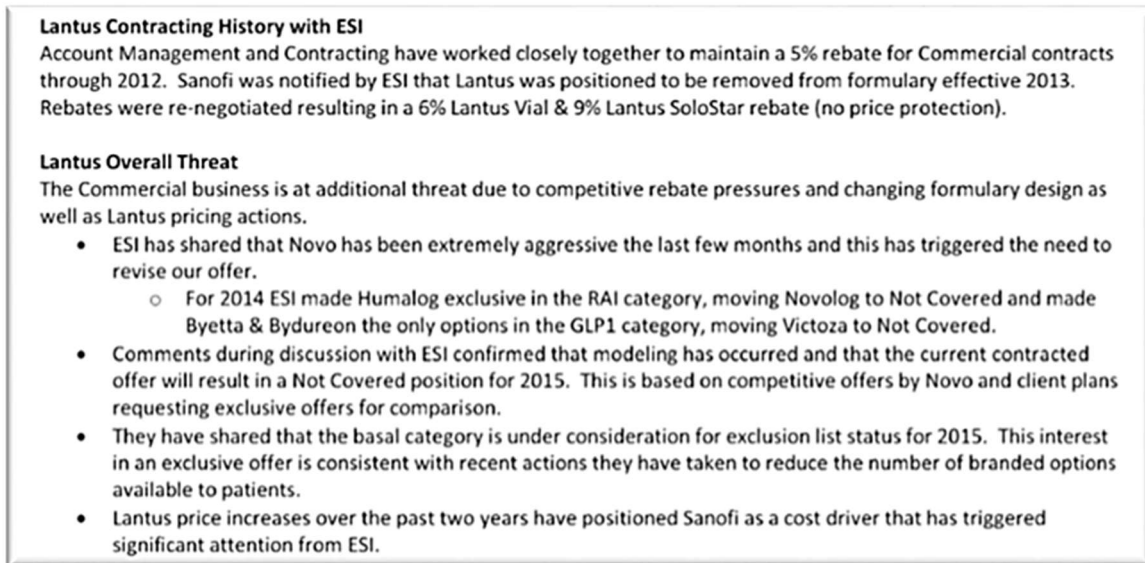 Lantus Contracting History with ESI
Account Management and Contracting have worked closely together to maintain a 5% rebate for Commercial contracts
through 2012.  Sanofi was notified by ESI that Lantus was positioned to be removed from formulary effective 2013.
Rebates were re-negotiated resulting in a 6% Lantus Vial & 9% Lantus SoloStar rebate (no price protection).
Lantus Overall Threat
The Commercial business is at additional threat due to competitive rebate pressures and changing formulary design as
well as Lantus pricing actions.
• ESI has shared that Novo has been extremely aggressive the last few months and this has triggered the need to
revise our offer.
○ For 2014 ESI made Humalog exclusive in the RAI category, moving Novolog to Not Covered and made
Byetta & Bydureon the only options in the GLP1 category, moving Victoza to Not Covered.
• Comments during discussion with ESI confirmed that modeling has occurred and that the current contracted
offer will result in a Not Covered position for 2015.  This is based on competitive offers by Novo and client plans
requesting exclusive offers for comparison.
• They have shared that the basal category is under consideration for exclusion list status for 2015.  This interest
in an exclusive offer is consistent with recent actions they have taken to reduce the number of branded options
available to patients.
• Lantus price increases over the past two years have positioned Sanofi as a cost driver that has triggered
significant attention from ESI.